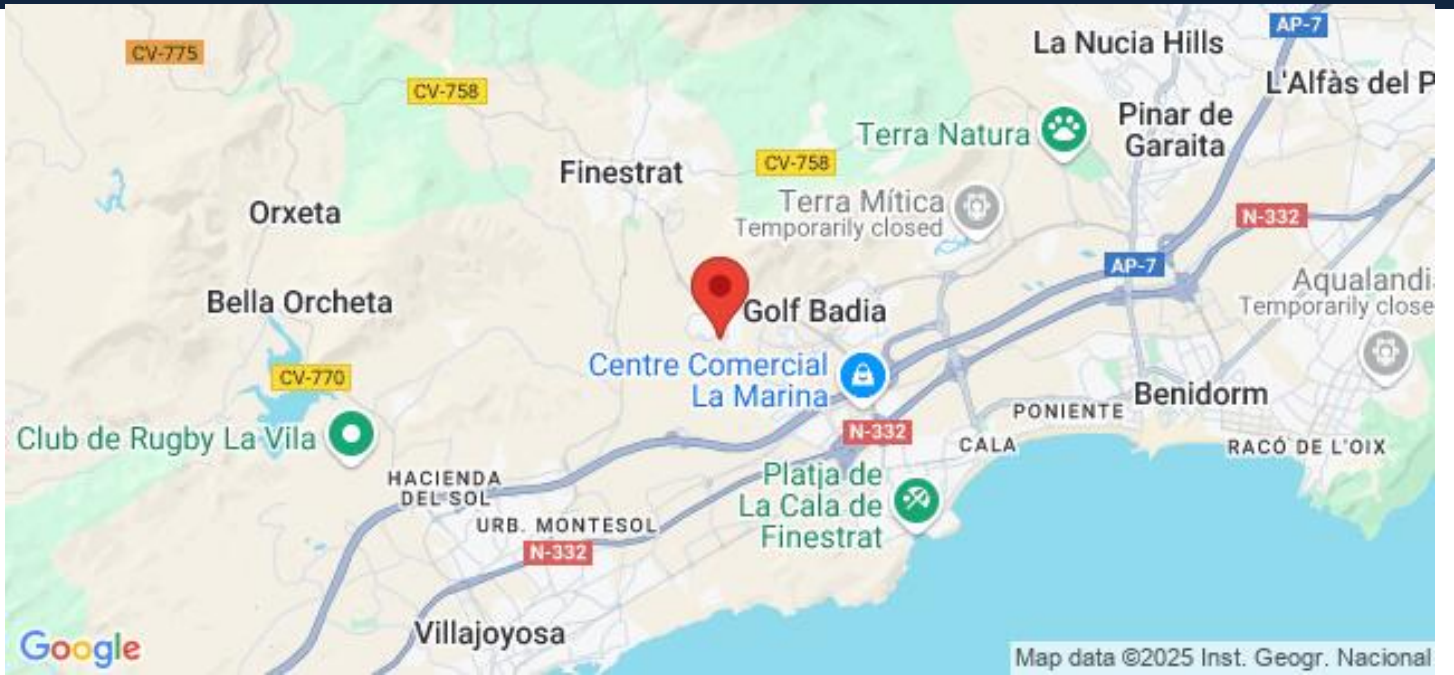 AP-7
La Nucia Hills
CV-775
L'Alfàs del P
CV-758
Pinar de
Garaita
Terra Natura
Finestrat
CV-758
Terra Mítica
Temporarily closed
Orxeta
N-332
AP-7
Aqualandi
Temporarily close
Bella Orcheta
Golf Badia
Centre Comercial
La Marina
CV-770
Benidorm
PONIENTE
N-332
Club de Rugby La Vila
CALA
RACÓ DE L'OIX
HACIENDA
DEL SOL
Platja de
La Cala de
Finestrat
URB. MONTESOL
N-332
Villajoyosa
Google
Map data ©2025 Inst. Geogr. Nacional